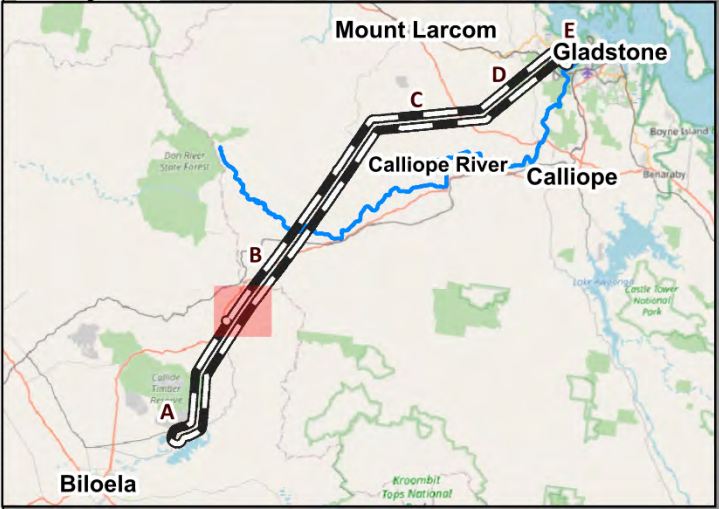 Mount Larcom
E
Gladstone
D
C
Boyne Island
Don River
State Forest
Calliope River
Calliope
Benaraby
B
Lake Awoonga
Castle Tower
National
Park
Callide
Timber
Reserve
A
Biloela
Kroombit
Tops National